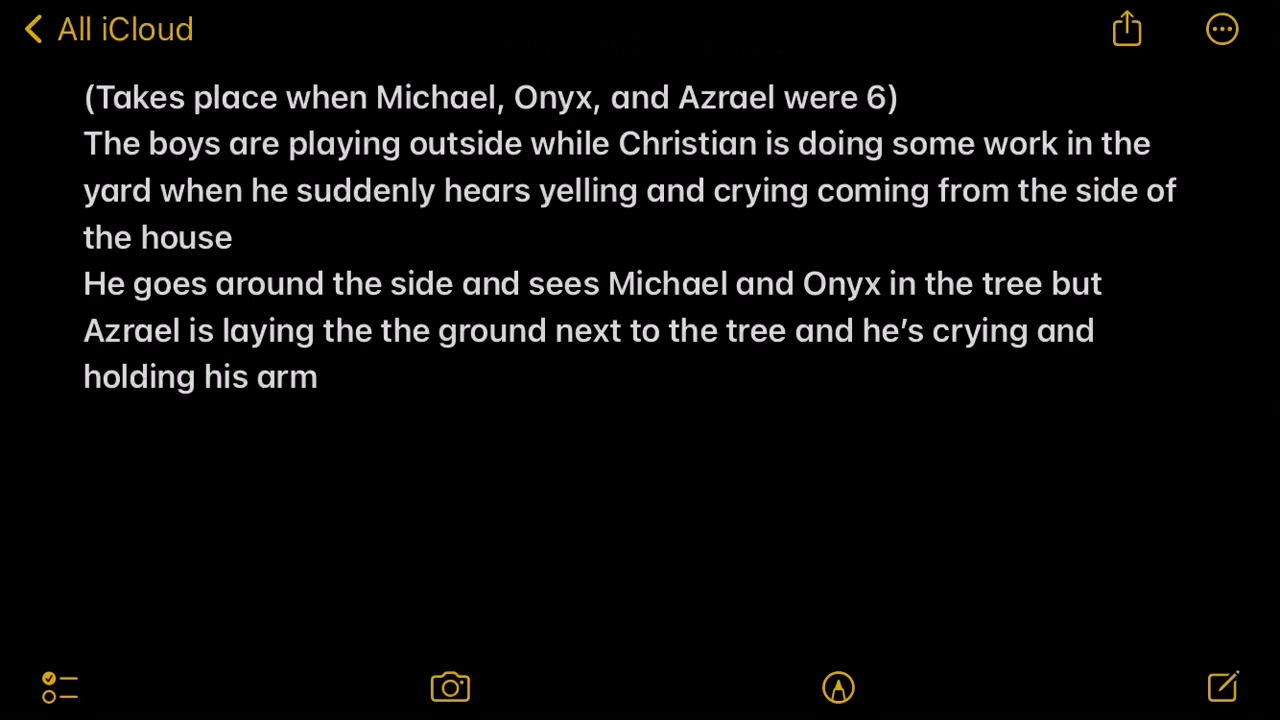 All iCloud
(Takes place when Michael, Onyx, and Azrael were 6)
The boys are playing outside while Christian is doing some work in the
yard when he suddenly hears yelling and crying coming from the side of
the house
He goes around the side and sees Michael and Onyx in the tree but
Azrael is laying the the ground next to the tree and he’s crying and
holding his arm